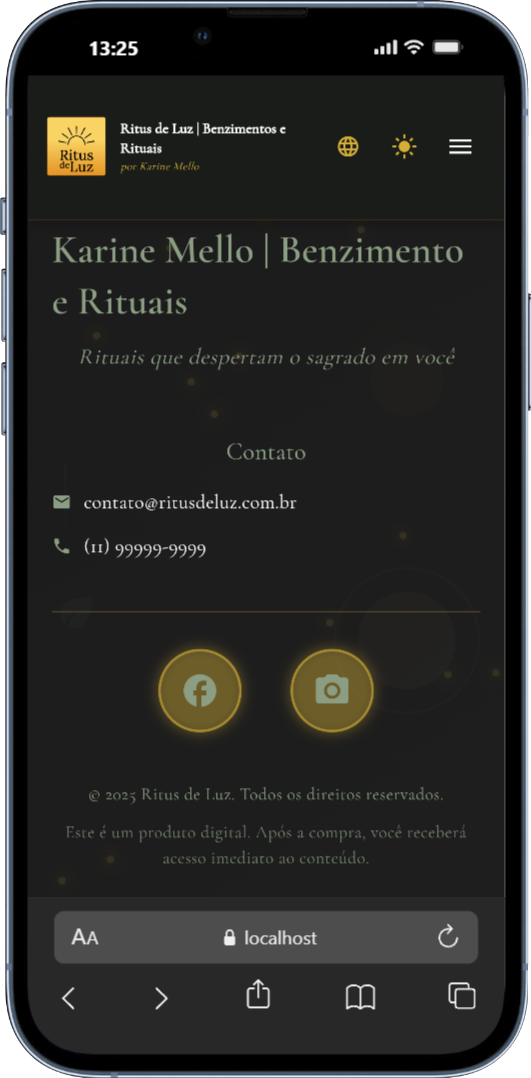 13:25
Ritus
de Luz
Ritus de Luz | Benzimentos e
Rituais
por Karine Mello
Karine Mello | Benzimento
e Rituais
Rituais que despertam o sagrado em você
Contato
contato@ritusdeluz.com.br
(11) 99999-9999
© 2025 Ritus de Luz. Todos os direitos reservados.
Este é um produto digital. Após a compra, você receberá
acesso imediato ao conteúdo.
AA
localhost